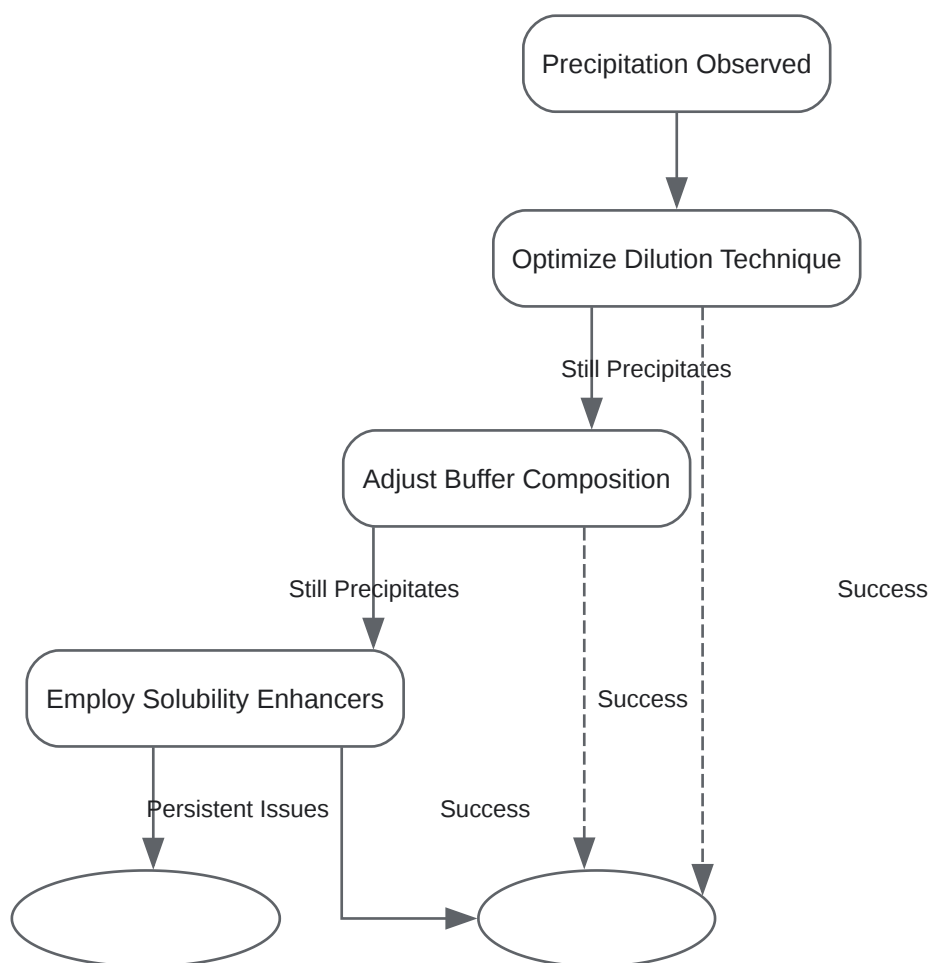 Precipitation Observed
Optimize Dilution Technique
Still Precipitates
Adjust Buffer Composition
Still Precipitates
Success
Employ Solubility Enhancers
Success
Persistent Issues
Success